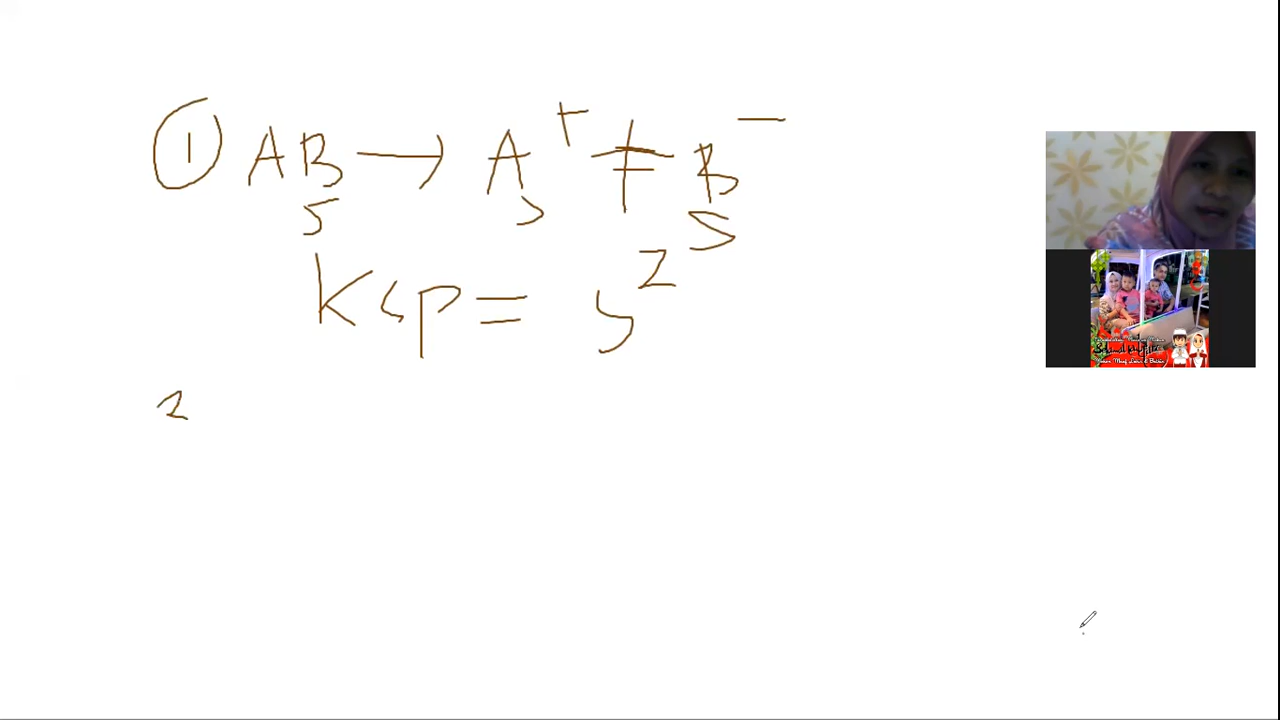 ① AB → A⁺ + B⁻
S S S
Ksp = S²
2